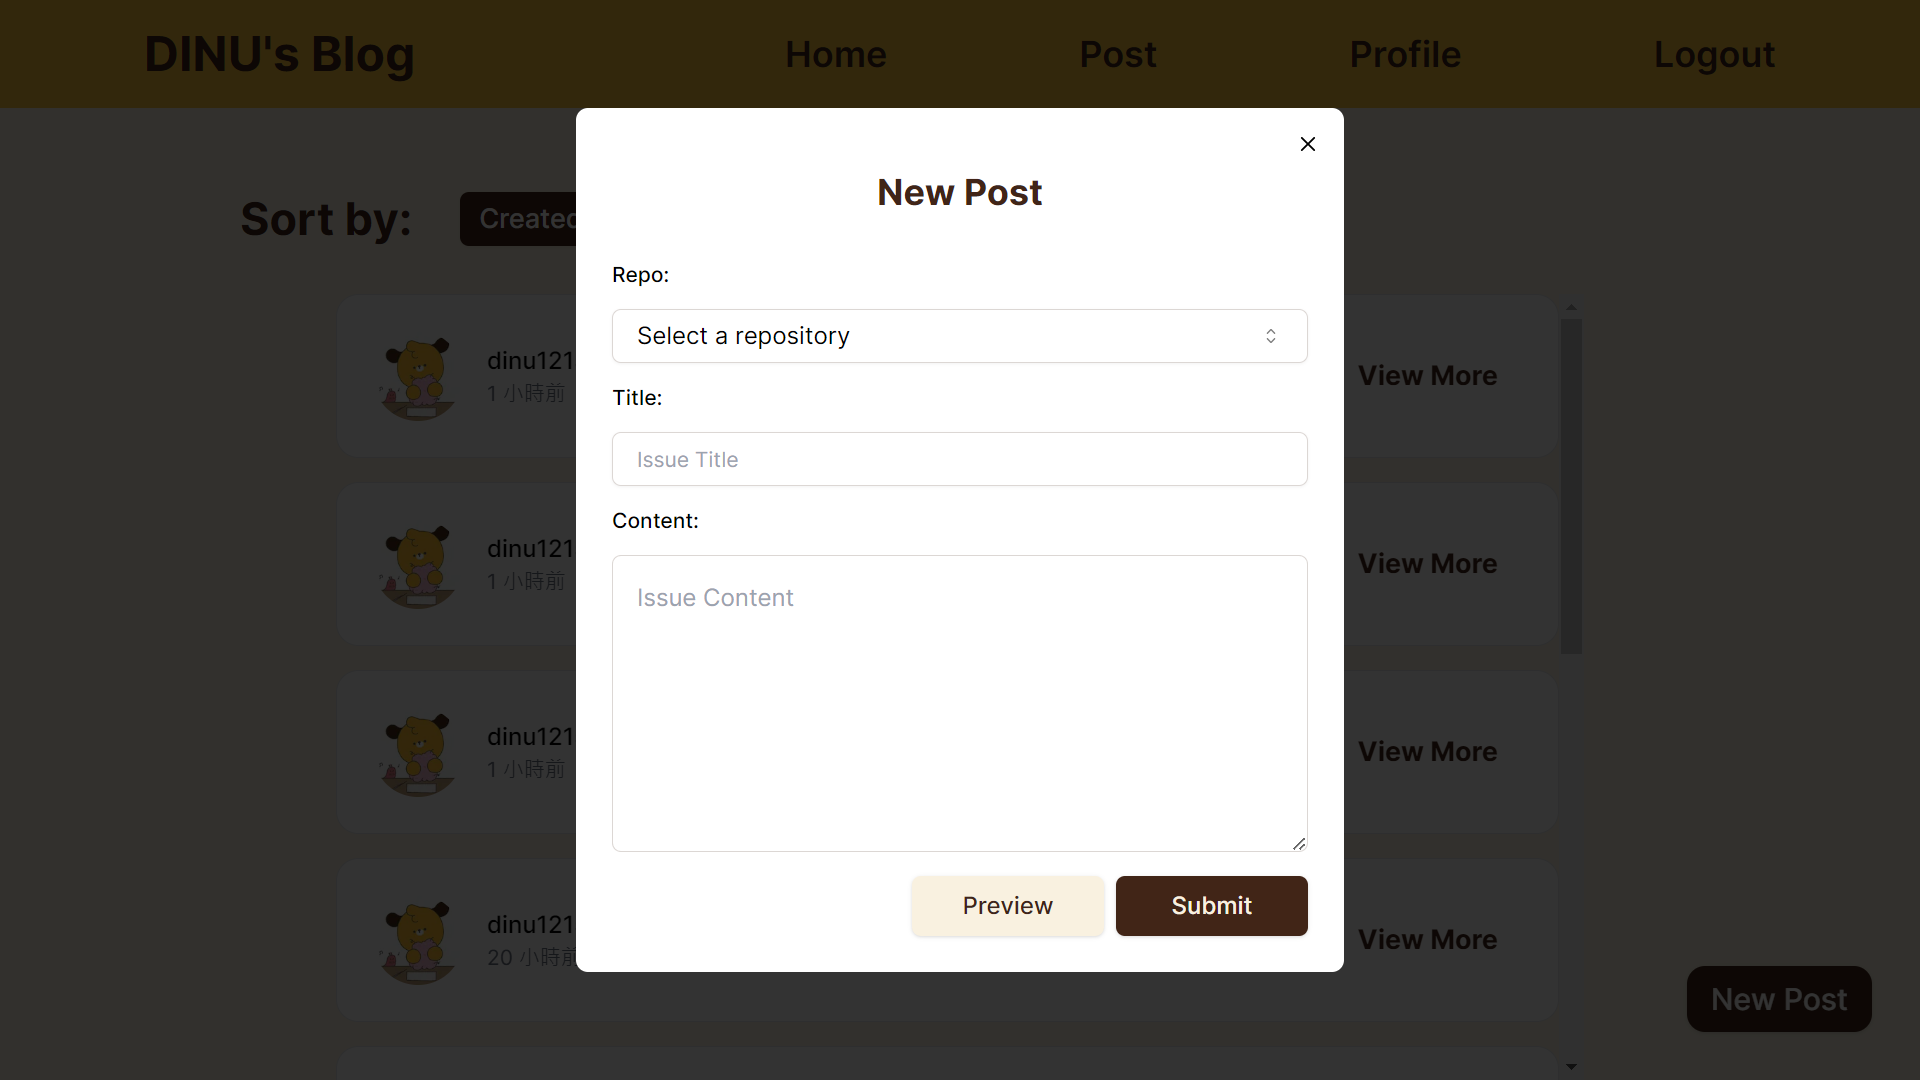 DINU's Blog
Home
Post
Profile
Logout
Sort by:
Created
New Post
Repo:
Select a repository
Title:
Issue Title
Content:
Issue Content
Preview
Submit
dinu121
1 小時前
View More
dinu121
1 小時前
View More
dinu121
1 小時前
View More
dinu121
20 小時前
View More
New Post